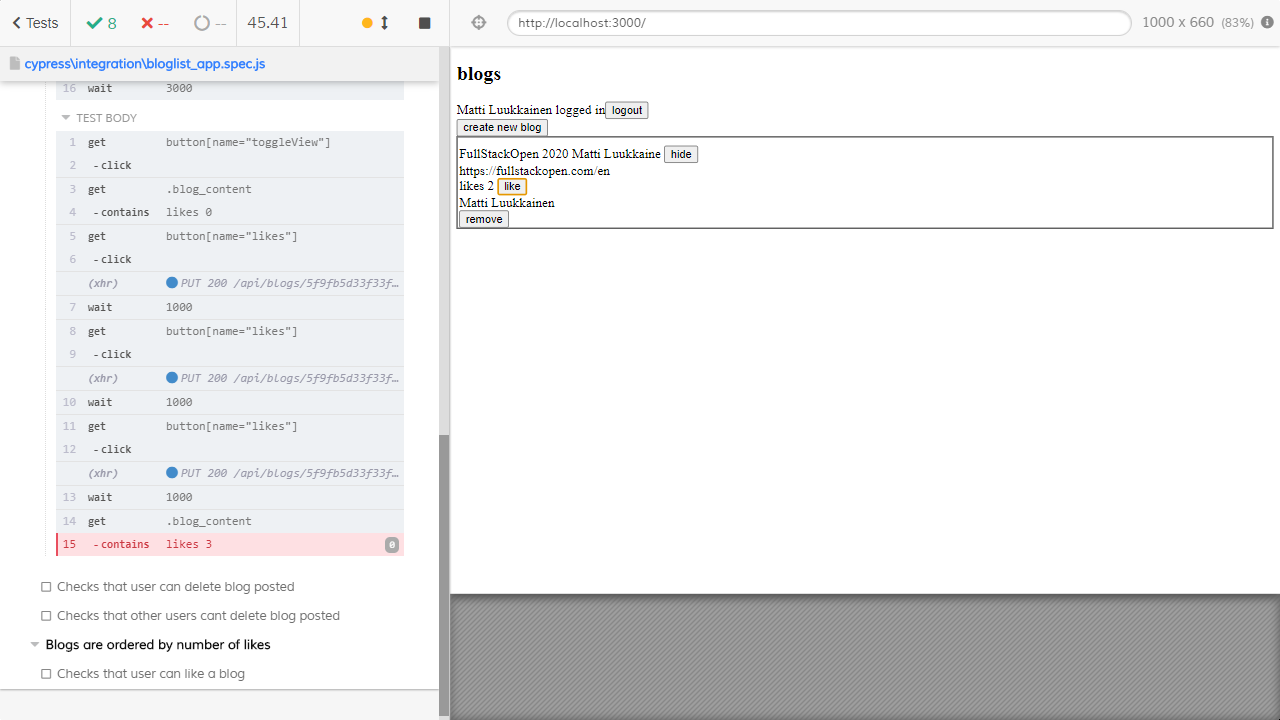 Tests 8 -- -- 45.41
http://localhost:3000/ 1000 x 660 (83%)
cypress\integration\bloglist_app.spec.js
16 wait 3000
TEST BODY
1 get button[name="toggleView"]
2 - click
3 get .blog_content
4 - contains likes 0
5 get button[name="likes"]
6 - click
(xhr) PUT 200 /api/blogs/5f9fb5d33f33f…
7 wait 1000
8 get button[name="likes"]
9 - click
(xhr) PUT 200 /api/blogs/5f9fb5d33f33f…
10 wait 1000
11 get button[name="likes"]
12 - click
(xhr) PUT 200 /api/blogs/5f9fb5d33f33f…
13 wait 1000
14 get .blog_content
15 - contains likes 3 0
Checks that user can delete blog posted
Checks that other users cant delete blog posted
Blogs are ordered by number of likes
Checks that user can like a blog
blogs
Matti Luukkainen logged in logout
create new blog
FullStackOpen 2020 Matti Luukkaine hide
https://fullstackopen.com/en
likes 2 like
Matti Luukkainen
remove